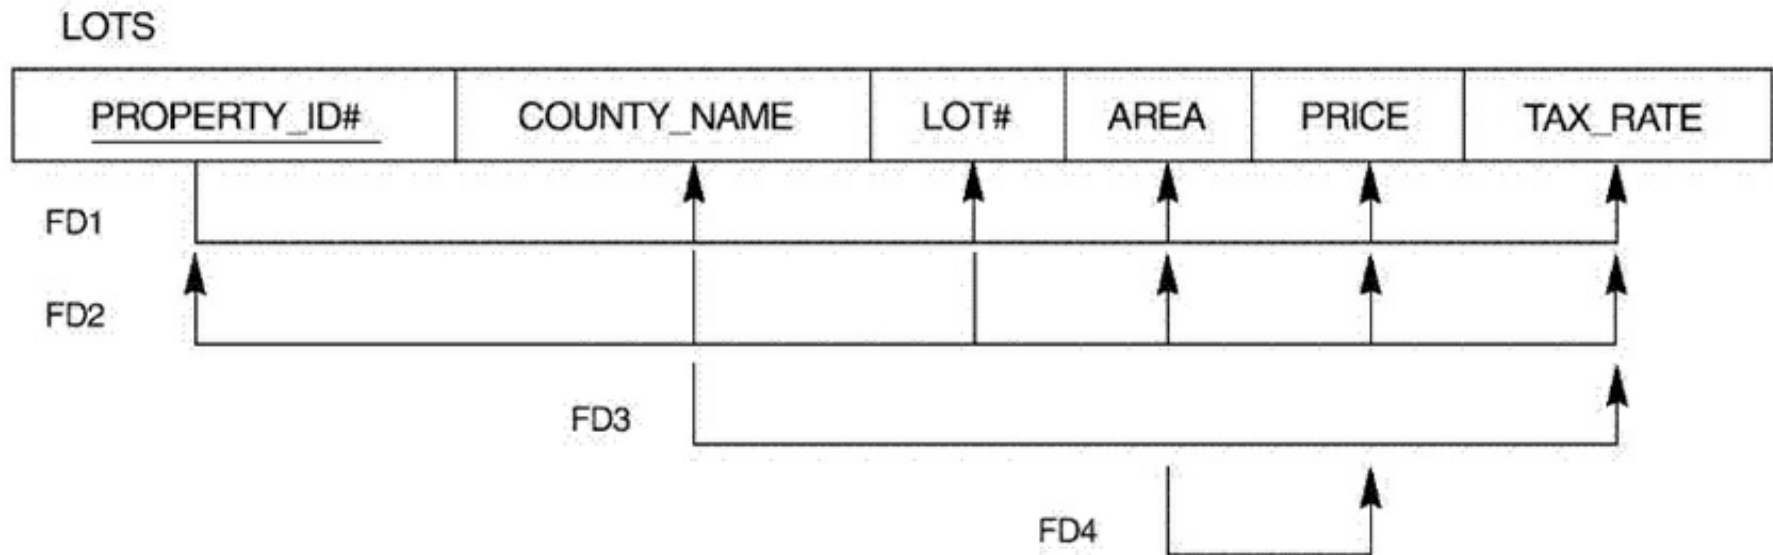 LOTS
PROPERTY_ID# COUNTY_NAME LOT# AREA PRICE TAX_RATE
FD1
FD2
FD3
FD4